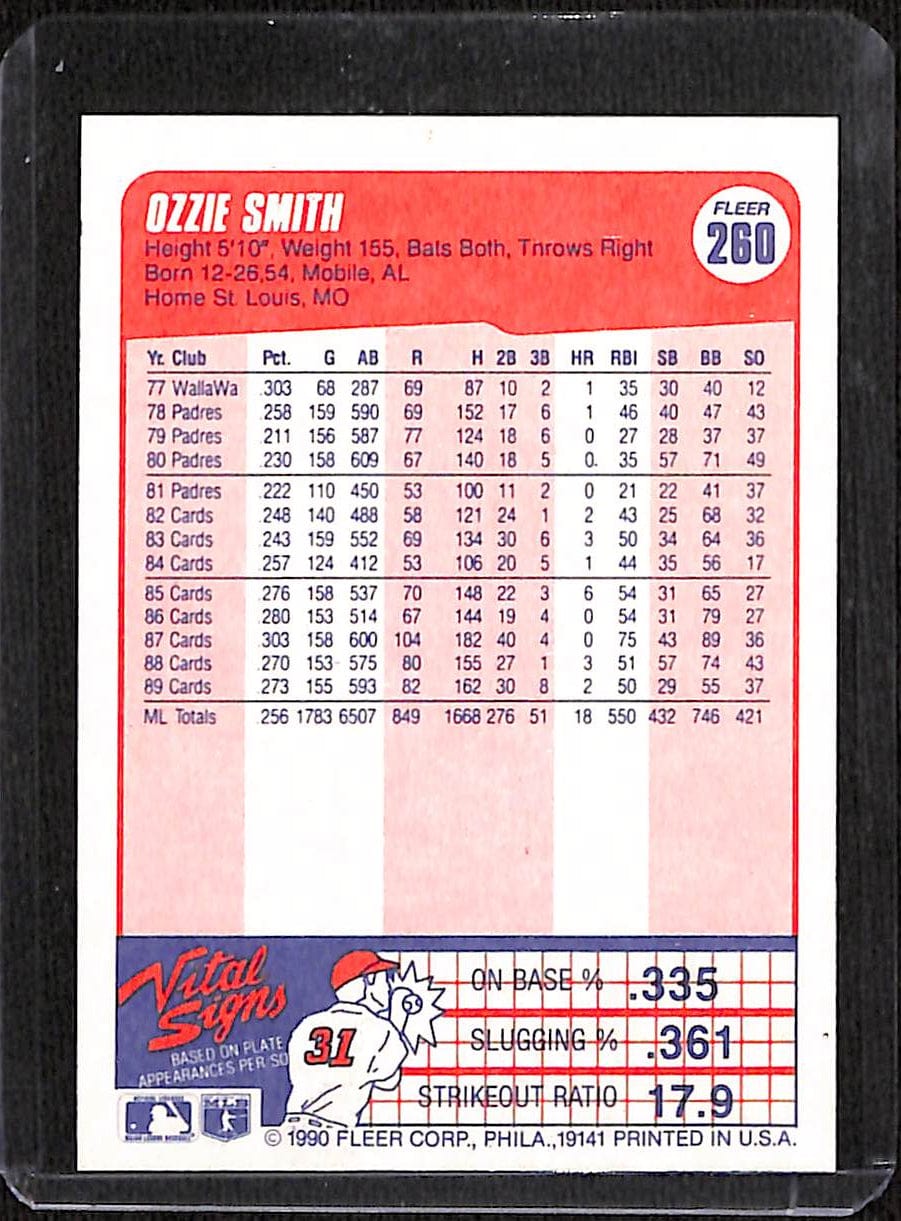 OZZIE SMITH
FLEER
260
Height 5'10", Weight 155, Bats Both, Throws Right
Born 12-26,54, Mobile, AL
Home St. Louis, MO
Yr. Club Pct. G AB R H 2B 3B HR RBI SB BB SO
77 WallaWa .303 68 287 69 87 10 2 1 35 30 40 12
78 Padres .258 159 590 69 152 17 6 1 46 40 47 43
79 Padres .211 156 587 77 124 18 6 0 27 28 37 37
80 Padres .230 158 609 67 140 18 5 0 35 57 71 49
81 Padres .222 110 450 53 100 11 2 0 21 22 41 37
82 Cards .248 140 488 58 121 24 1 2 43 25 68 32
83 Cards .243 159 552 69 134 30 6 3 50 34 64 36
84 Cards .257 124 412 53 106 20 5 1 44 35 56 17
85 Cards .276 158 537 70 148 22 3 6 54 31 65 27
86 Cards .280 153 514 67 144 19 4 0 54 31 79 27
87 Cards .303 158 600 104 182 40 4 0 75 43 89 36
88 Cards .270 153 575 80 155 27 1 3 51 57 74 43
89 Cards .273 155 593 82 162 30 8 2 50 29 55 37
ML Totals .256 1783 6507 849 1668 276 51 18 550 432 746 421
Vital
Signs
BASED ON PLATE
APPEARANCES PER SO
31
ON BASE % .335
SLUGGING % .361
STRIKEOUT RATIO 17.9
© 1990 FLEER CORP., PHILA.,19141 PRINTED IN U.S.A.